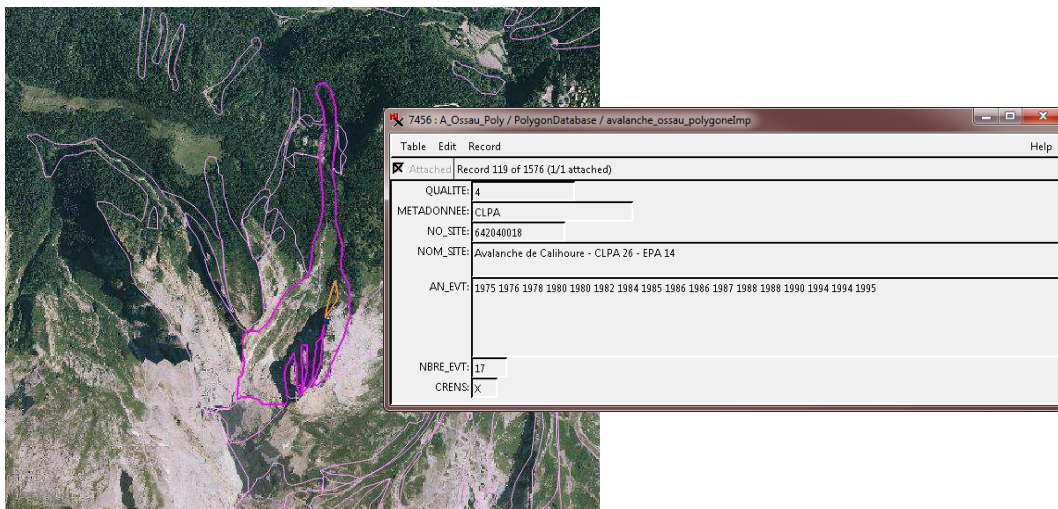 7456 : A_Ossau_Poly / PolygonDatabase / avalanche_ossau_polygoneImp
Table Edit Record Help
Attached Record 119 of 1576 (1/1 attached)
QUALITE: 4
METADONNEE: CLPA
NO_SITE: 642040018
NOM_SITE: Avalanche de Calihoure - CLPA 26 - EPA 14
AN_EVT: 1975 1976 1978 1980 1980 1982 1984 1985 1986 1986 1987 1988 1988 1990 1994 1994 1995
NBRE_EVT: 17
CRENS: X